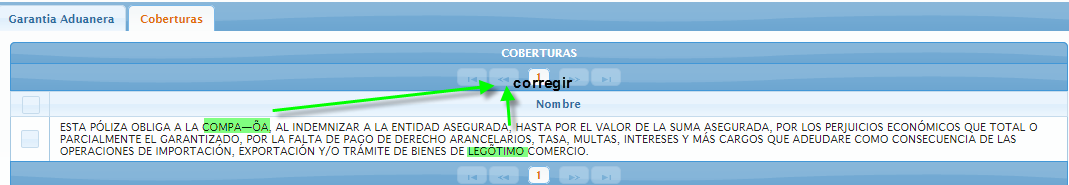 Garantia Aduanera Coberturas
COBERTURAS
1
corregir
Nombre
ESTA PÓLIZA OBLIGA A LA COMPA—ÕA, AL INDEMNIZAR A LA ENTIDAD ASEGURADA, HASTA POR EL VALOR DE LA SUMA ASEGURADA, POR LOS PERJUICIOS ECONÓMICOS QUE TOTAL O
PARCIALMENTE EL GARANTIZADO, POR LA FALTA DE PAGO DE DERECHO ARANCELARIOS, TASA, MULTAS, INTERESES Y MÁS CARGOS QUE ADEUDARE COMO CONSECUENCIA DE LAS
OPERACIONES DE IMPORTACIÓN, EXPORTACIÓN Y/O TRÁMITE DE BIENES DE LEGÕTIMO COMERCIO.
1